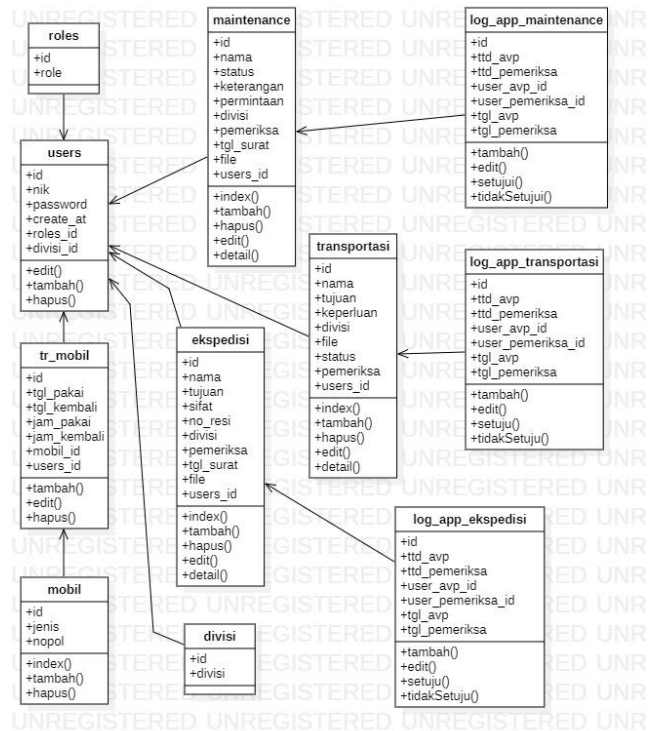 roles
+id
+role
users
+id
+nik
+password
+create_at
+roles_id
+divisi_id
+edit()
+tambah()
+hapus()
tr_mobil
+id
+tgl_pakai
+tgl_kembali
+jam_pakai
+jam_kembali
+mobil_id
+users_id
+tambah()
+edit()
+hapus()
mobil
+id
+jenis
+nopol
+index()
+tambah()
+hapus()
maintenance
+id
+nama
+status
+keterangan
+permintaan
+divisi
+pemeriksa
+tgl_surat
+file
+users_id
+index()
+tambah()
+hapus()
+edit()
+detail()
ekspedisi
+id
+nama
+tujuan
+sifat
+no_resi
+divisi
+pemeriksa
+tgl_surat
+file
+users_id
+index()
+tambah()
+hapus()
+edit()
+detail()
divisi
+id
+divisi
transportasi
+id
+nama
+tujuan
+keperluan
+divisi
+file
+status
+pemeriksa
+users_id
+index()
+tambah()
+hapus()
+edit()
+detail()
log_app_maintenance
+id
+ttd_avp
+ttd_pemeriksa
+user_avp_id
+user_pemeriksa_id
+tgl_avp
+tgl_pemeriksa
+tambah()
+edit()
+setujui()
+tidakSetujui()
log_app_transportasi
+id
+ttd_avp
+ttd_pemeriksa
+user_avp_id
+user_pemeriksa_id
+tgl_avp
+tgl_pemeriksa
+tambah()
+edit()
+setuju()
+tidakSetuju()
log_app_ekspedisi
+id
+ttd_avp
+ttd_pemeriksa
+user_avp_id
+user_pemeriksa_id
+tgl_avp
+tgl_pemeriksa
+tambah()
+edit()
+setuju()
+tidakSetuju()
UNREGISTERED